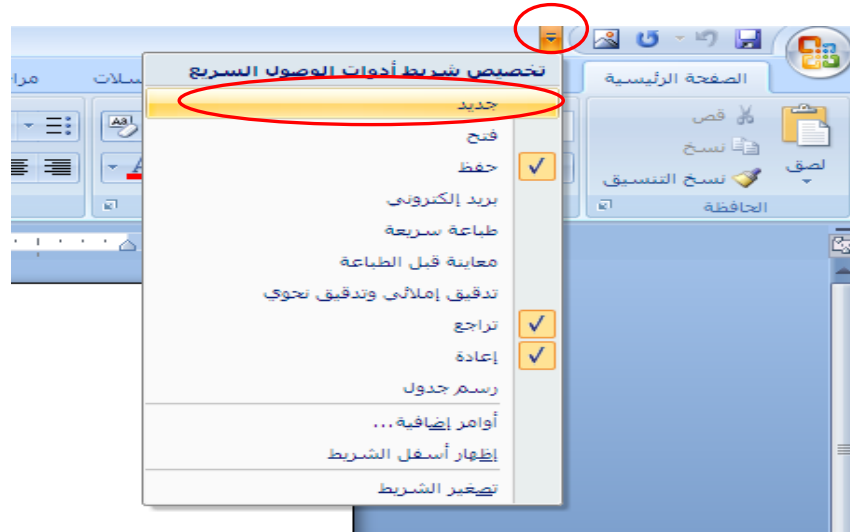 تخصيص شريط أدوات الوصول السريع
جديد
فتح
حفظ
بريد إلكتروني
طباعة سريعة
معاينة قبل الطباعة
تدقيق إملائي وتدقيق نحوي
تراجع
إعادة
رسم جدول
أوامر إضافية...
إظهار أسفل الشريط
تصغير الشريط
الصفحة الرئيسية
قص
نسخ
نسخ التنسيق
لصق
الحافظة